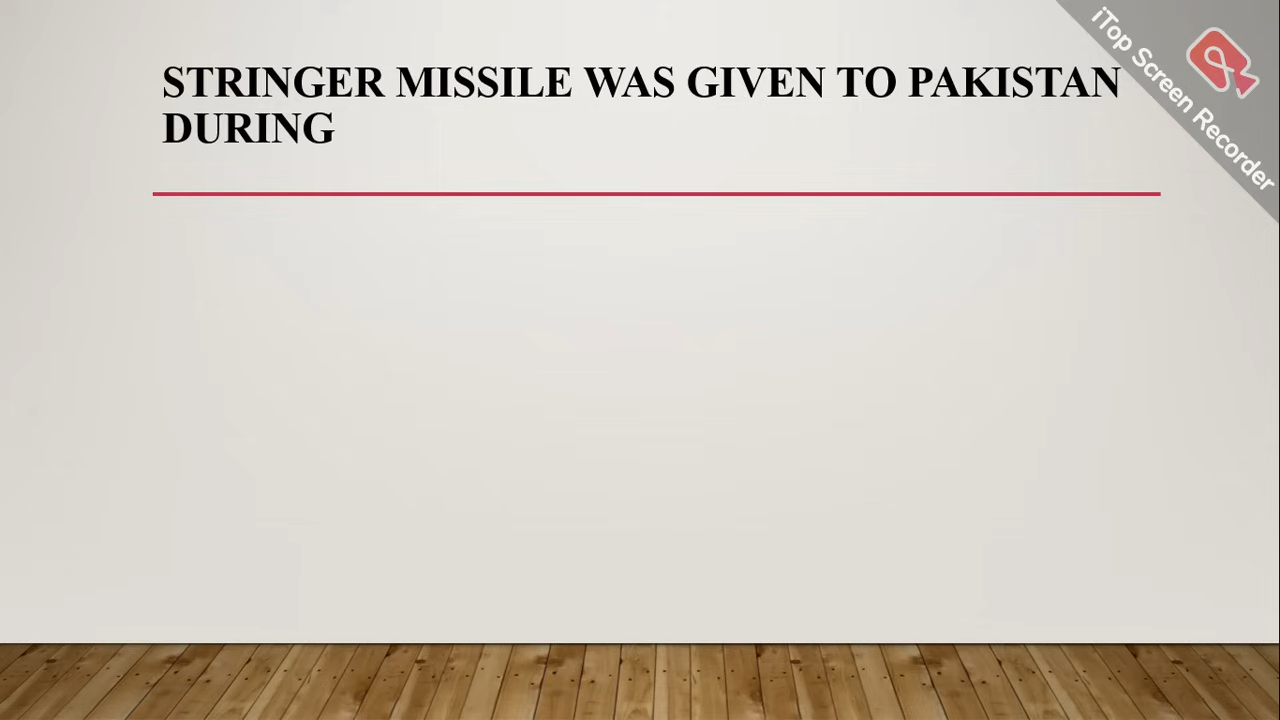 STRINGER MISSILE WAS GIVEN TO PAKISTAN
DURING
iTop Screen Recorder